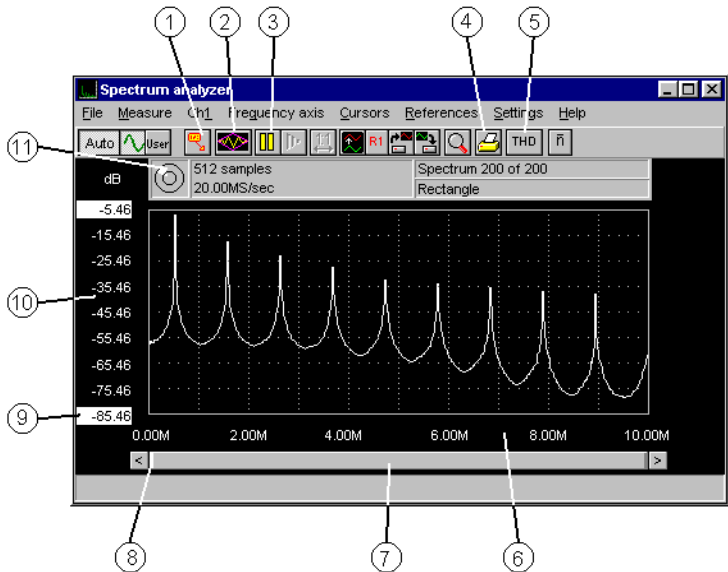 1 2 3 4 5
Spectrum analyzer
File Measure Ch1 Frequency axis Cursors References Settings Help
Auto User 1:1 R1 THD n̄
11
dB
512 samples Spectrum 200 of 200
20.00MS/sec Rectangle
-5.46
-15.46
-25.46
-35.46
10
-45.46
-55.46
-65.46
-75.46
9
-85.46
0.00M 2.00M 4.00M 6.00M 8.00M 10.00M
< >
8 7 6